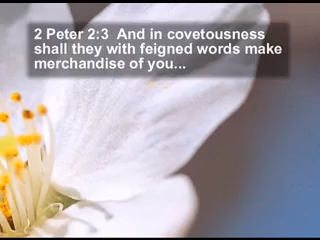 2 Peter 2:3  And in covetousness
shall they with feigned words make
merchandise of you...